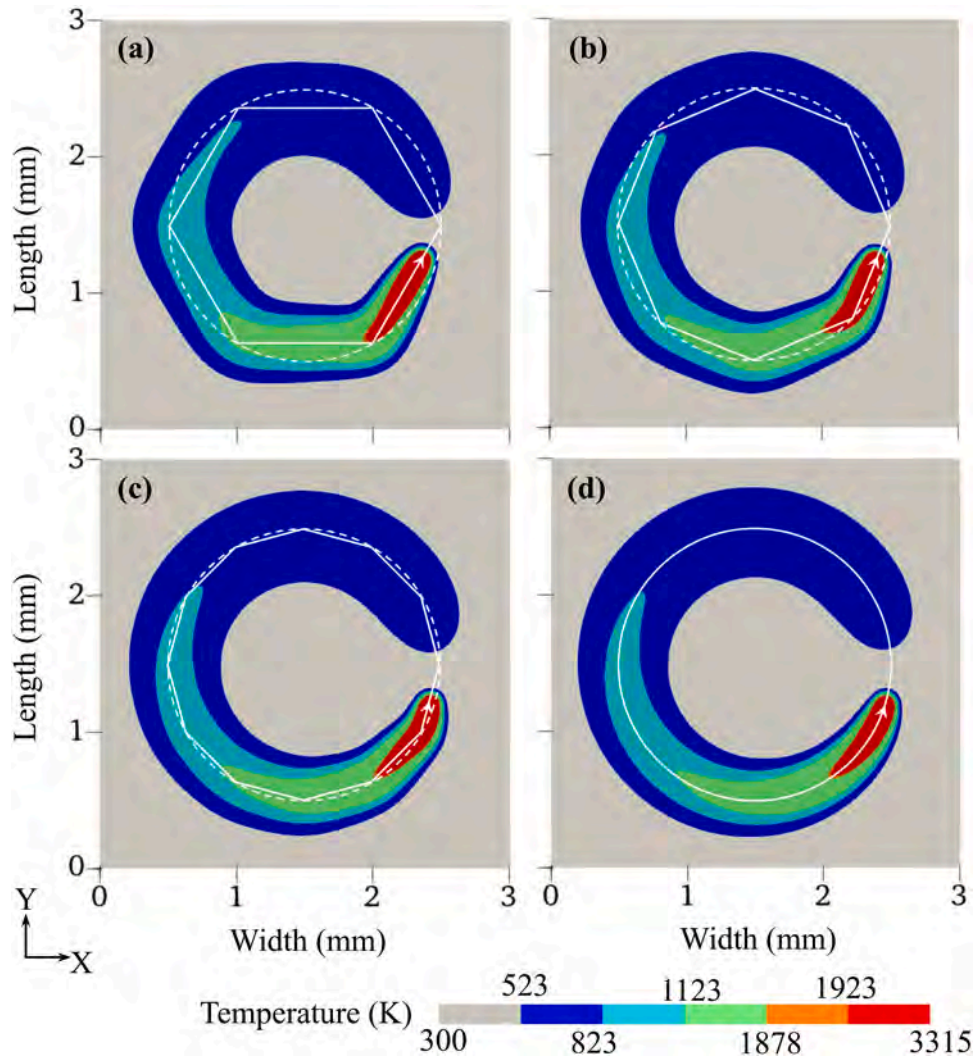 3
(a)
(b)
2
Length (mm)
1
0
3
(c)
(d)
2
Length (mm)
1
0
0 1 2 3 0 1 2 3
Y
X
Width (mm) Width (mm)
523 1123 1923
Temperature (K)
300 823 1878 3315